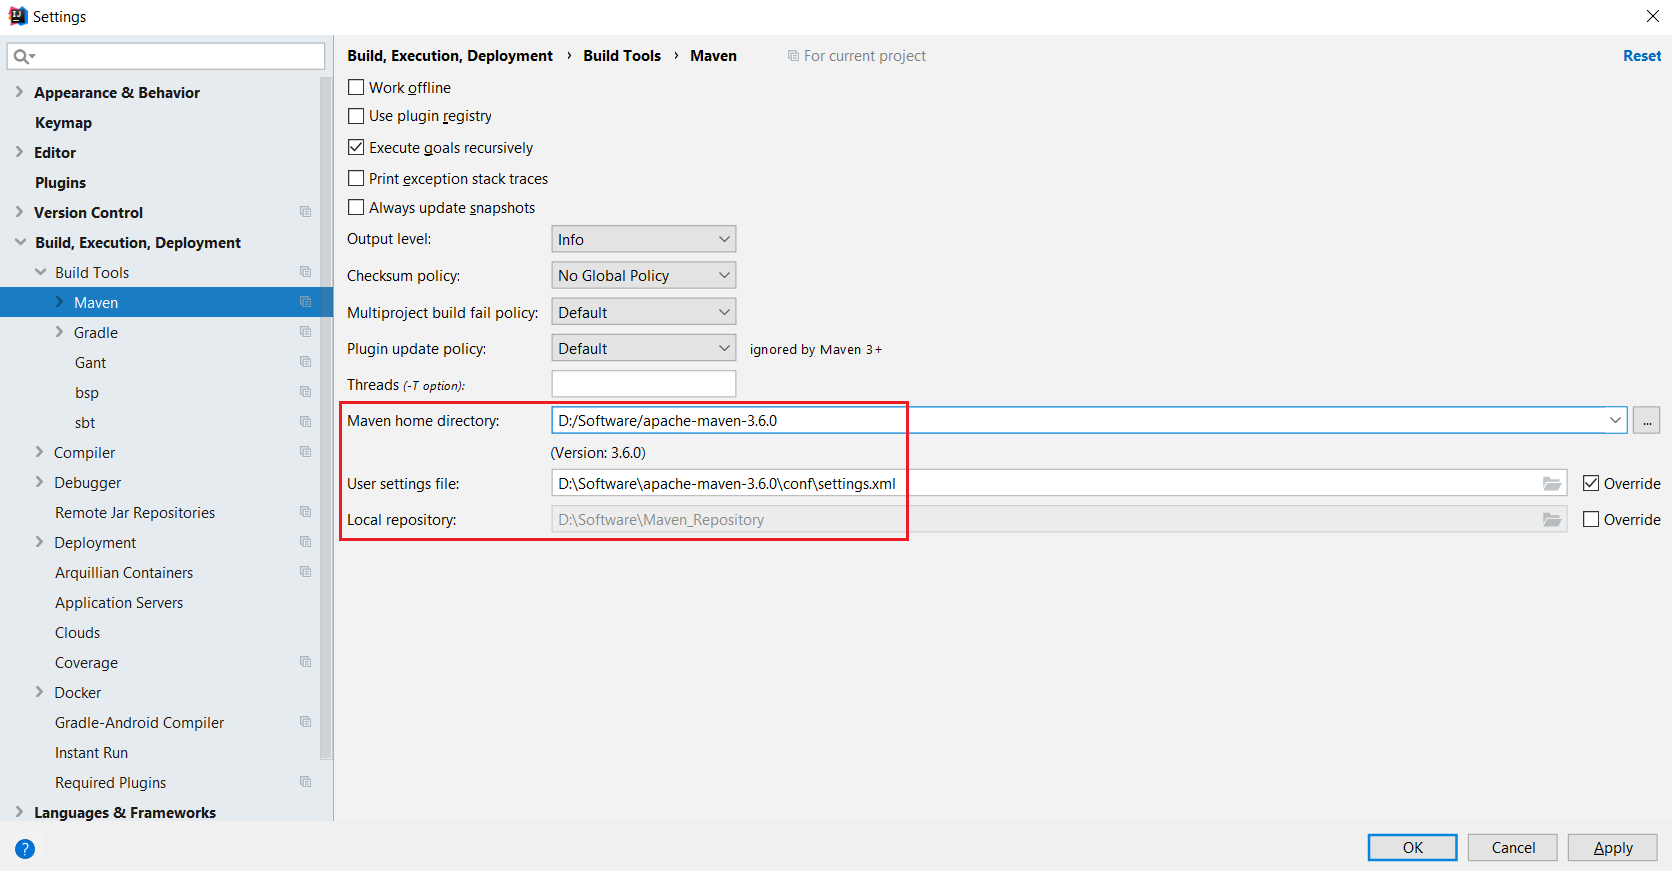 Settings
Appearance & Behavior
Keymap
Editor
Plugins
Version Control
Build, Execution, Deployment
Build Tools
Maven
Gradle
Gant
bsp
sbt
Compiler
Debugger
Remote Jar Repositories
Deployment
Arquillian Containers
Application Servers
Clouds
Coverage
Docker
Gradle-Android Compiler
Instant Run
Required Plugins
Languages & Frameworks
Build, Execution, Deployment › Build Tools › Maven For current project Reset
Work offline
Use plugin registry
Execute goals recursively
Print exception stack traces
Always update snapshots
Output level: Info
Checksum policy: No Global Policy
Multiproject build fail policy: Default
Plugin update policy: Default ignored by Maven 3+
Threads (-T option):
Maven home directory: D:/Software/apache-maven-3.6.0 ...
(Version: 3.6.0)
User settings file: D:\Software\apache-maven-3.6.0\conf\settings.xml Override
Local repository: D:\Software\Maven_Repository Override
? OK Cancel Apply